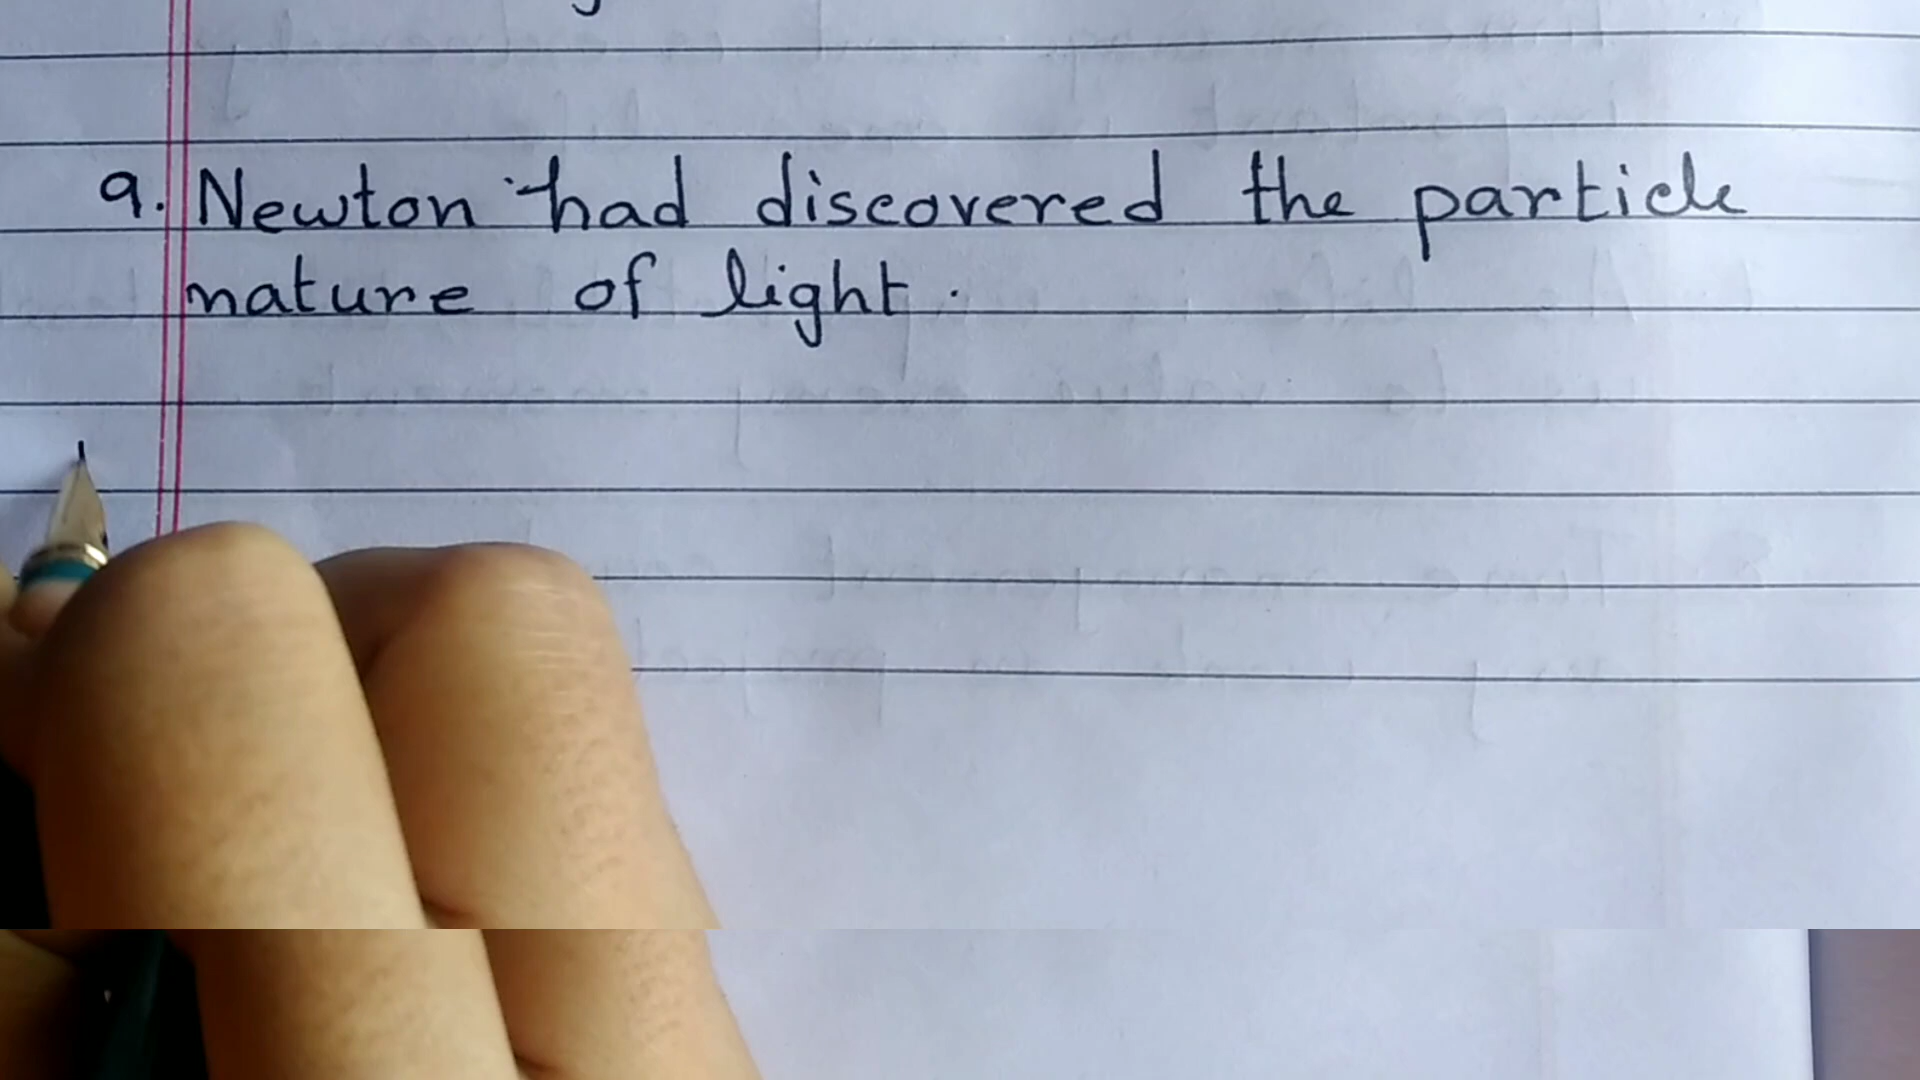 9. Newton had discovered the particle
nature of light.